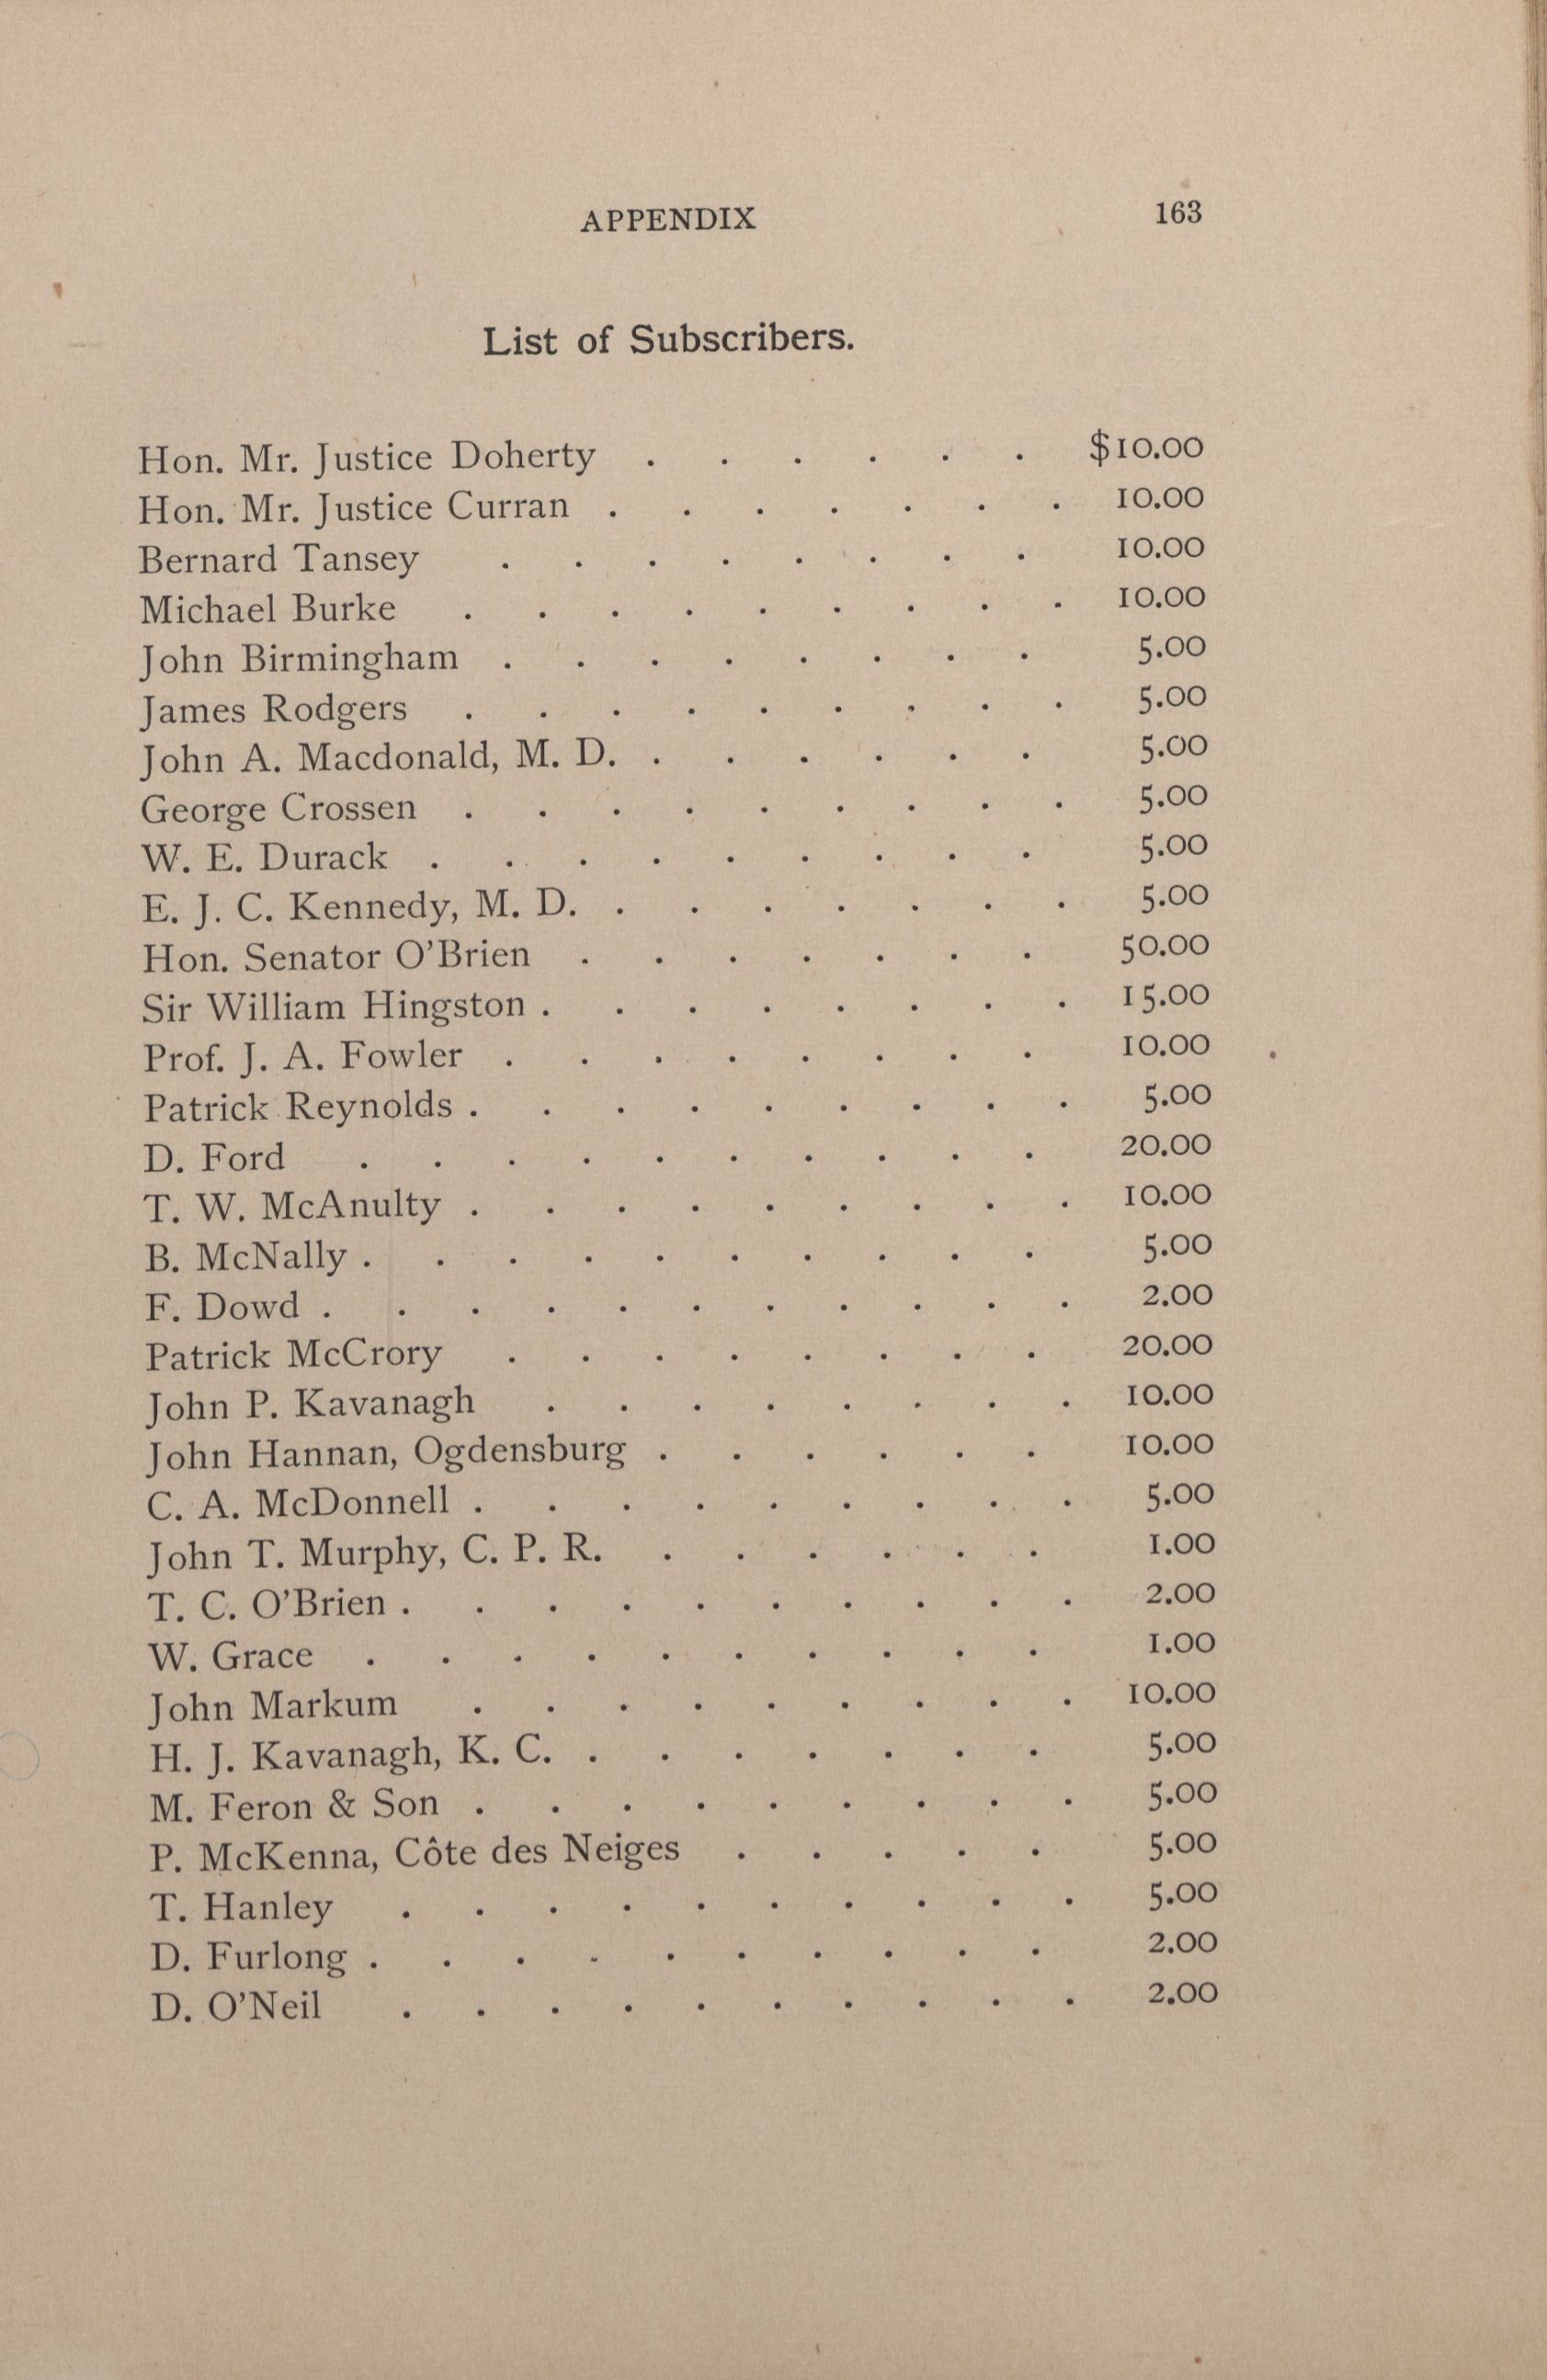 APPENDIX 163
List of Subscribers.
Hon. Mr. Justice Doherty . . . . . . $10.00
Hon. Mr. Justice Curran . . . . . . . 10.00
Bernard Tansey . . . . . . . . 10.00
Michael Burke . . . . . . . . . 10.00
John Birmingham . . . . . . . . 5.00
James Rodgers . . . . . . . . . 5.00
John A. Macdonald, M. D. . . . . . . 5.00
George Crossen . . . . . . . . . 5.00
W. E. Durack . . . . . . . . . 5.00
E. J. C. Kennedy, M. D. . . . . . . . 5.00
Hon. Senator O'Brien . . . . . . . 50.00
Sir William Hingston . . . . . . . . 15.00
Prof. J. A. Fowler . . . . . . . . 10.00
Patrick Reynolds . . . . . . . . . 5.00
D. Ford . . . . . . . . . . 20.00
T. W. McAnulty . . . . . . . . . 10.00
B. McNally . . . . . . . . . . 5.00
F. Dowd . . . . . . . . . . . 2.00
Patrick McCrory . . . . . . . . 20.00
John P. Kavanagh . . . . . . . . 10.00
John Hannan, Ogdensburg . . . . . . 10.00
C. A. McDonnell . . . . . . . . . 5.00
John T. Murphy, C. P. R. . . . . . . 1.00
T. C. O'Brien . . . . . . . . . . 2.00
W. Grace . . . . . . . . . . 1.00
John Markum . . . . . . . . . 10.00
H. J. Kavanagh, K. C. . . . . . . . 5.00
M. Feron & Son . . . . . . . . . 5.00
P. McKenna, Côte des Neiges . . . . . 5.00
T. Hanley . . . . . . . . . . 5.00
D. Furlong . . . . . . . . . . 2.00
D. O'Neil . . . . . . . . . . 2.00